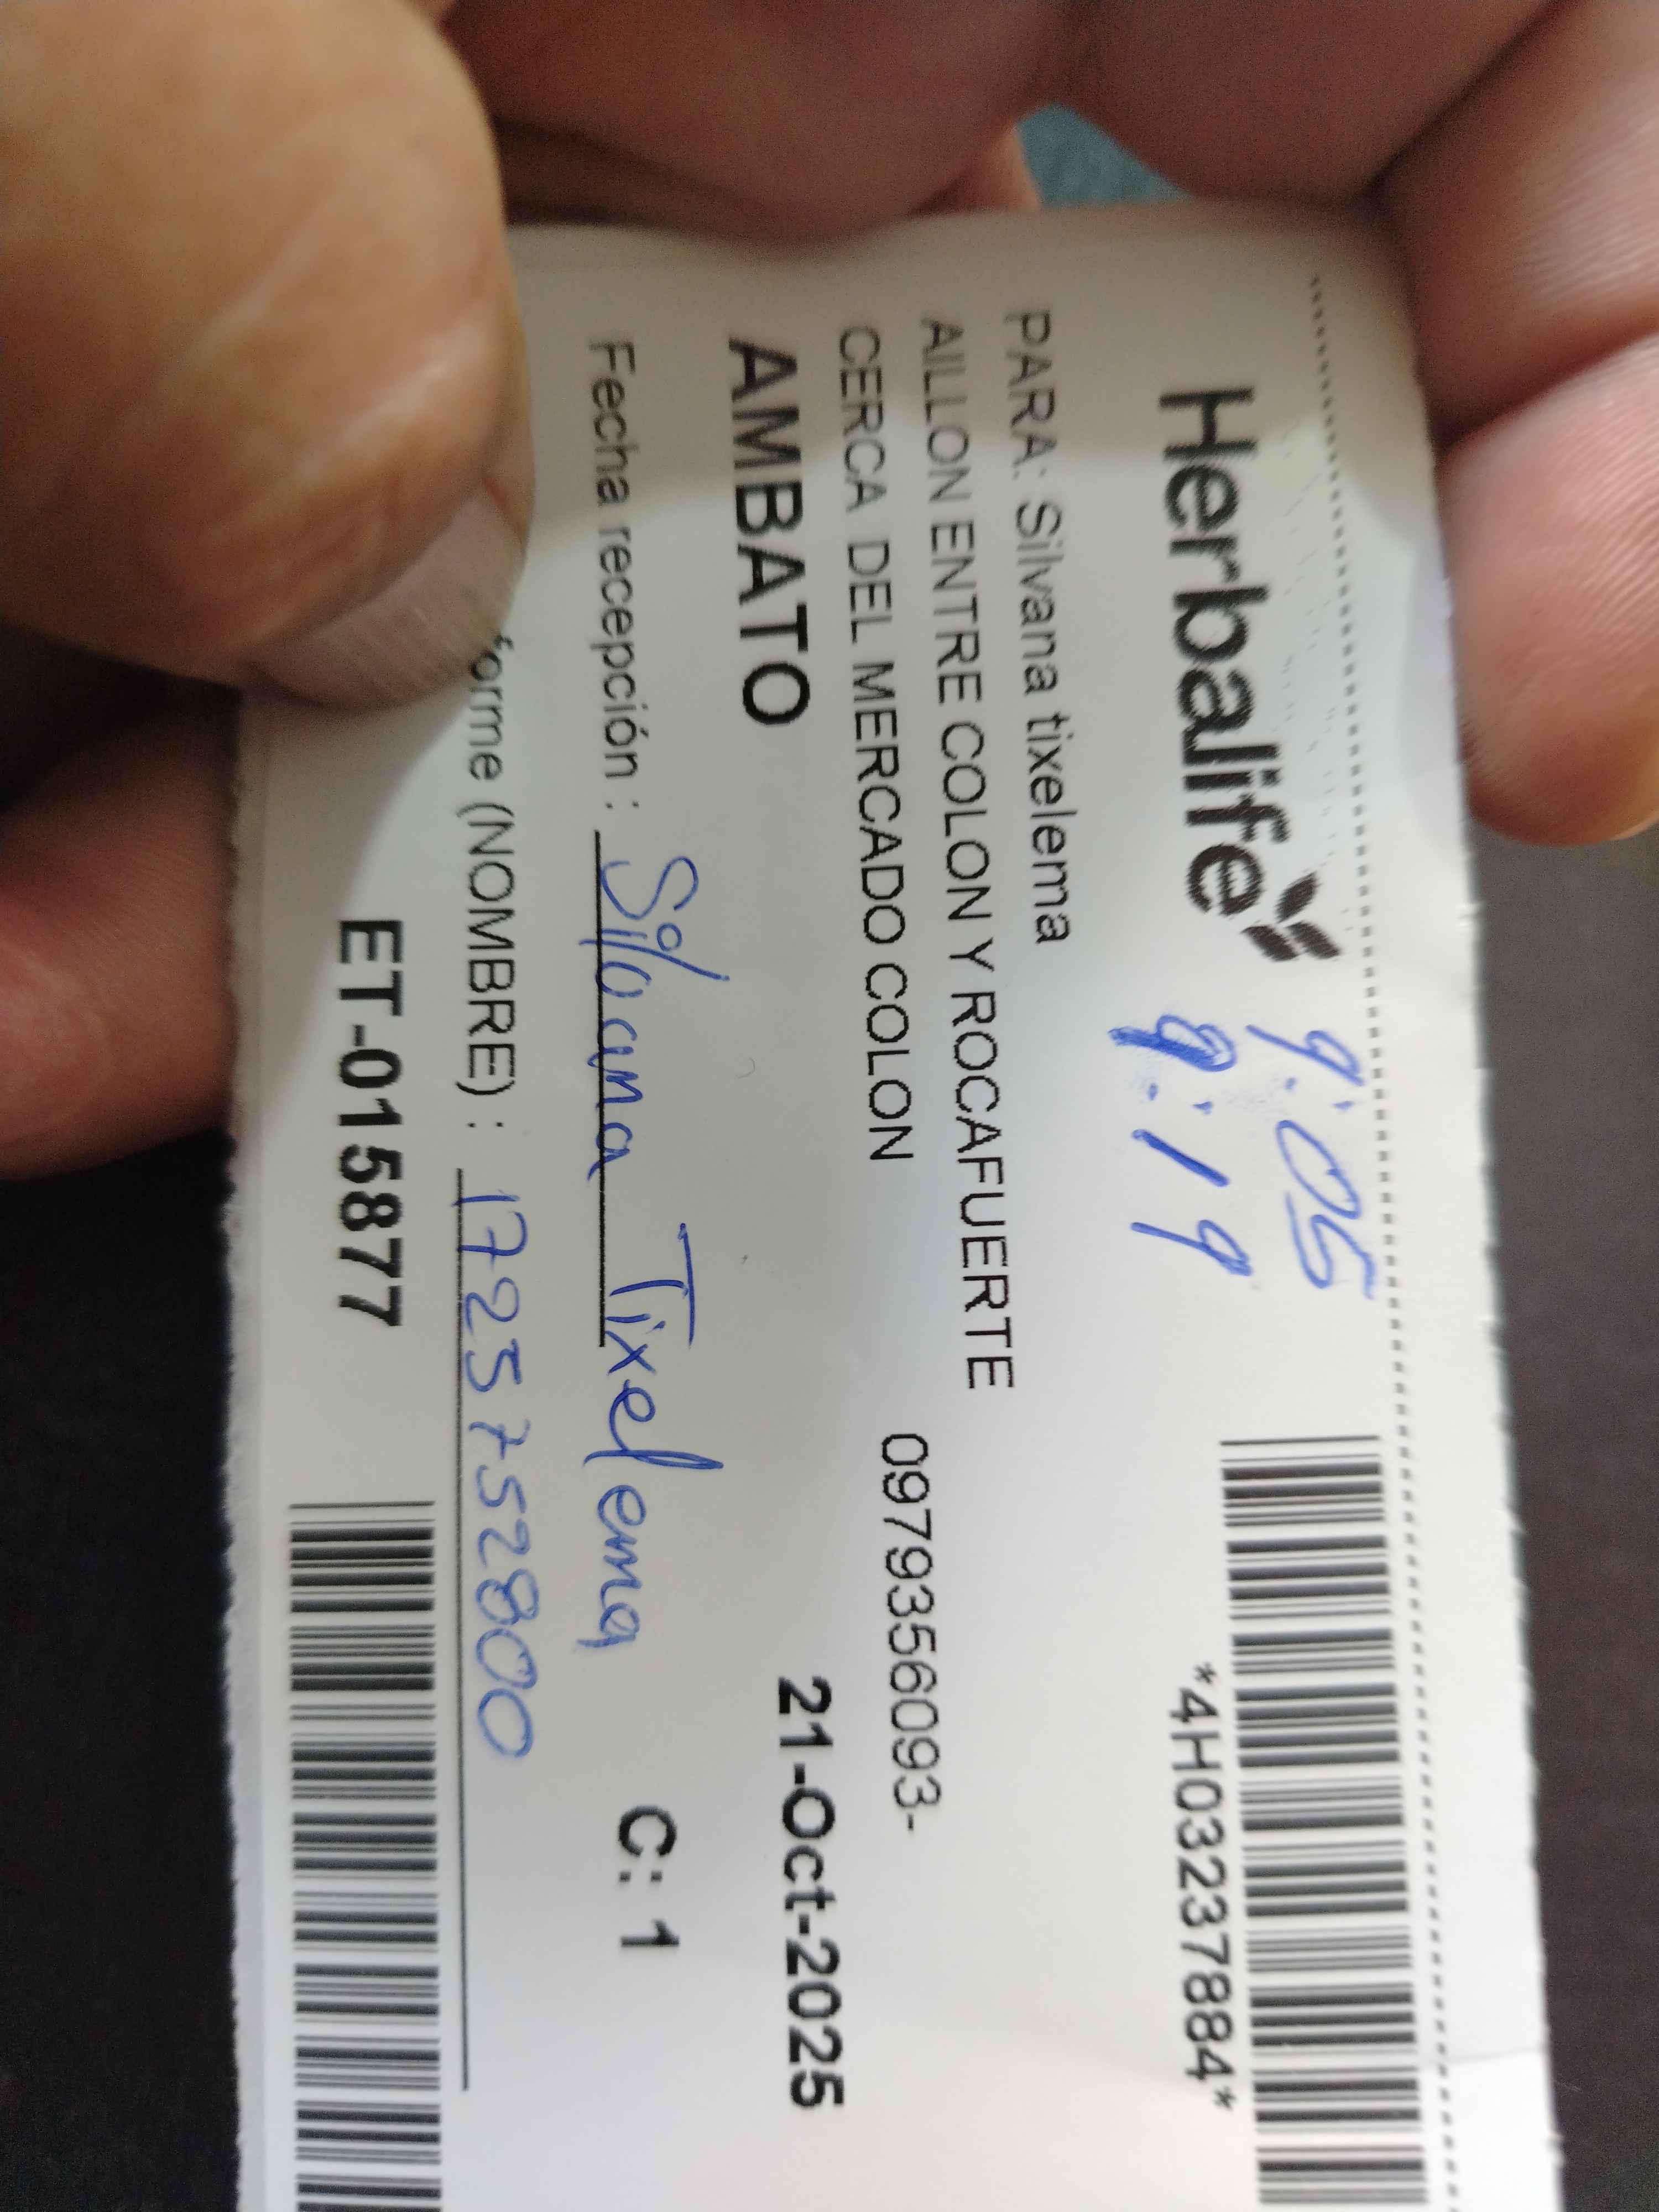 Herbalife
9:05
9:19
*4H03237884*
PARA: Silvana tixelema
AILLON ENTRE COLON Y ROCAFUERTE
CERCA DEL MERCADO COLON
0979356093-
AMBATO
21-Oct-2025
Fecha recepción : Silvana Tixelema
C: 1
forme (NOMBRE) : 1725752800
ET-015877